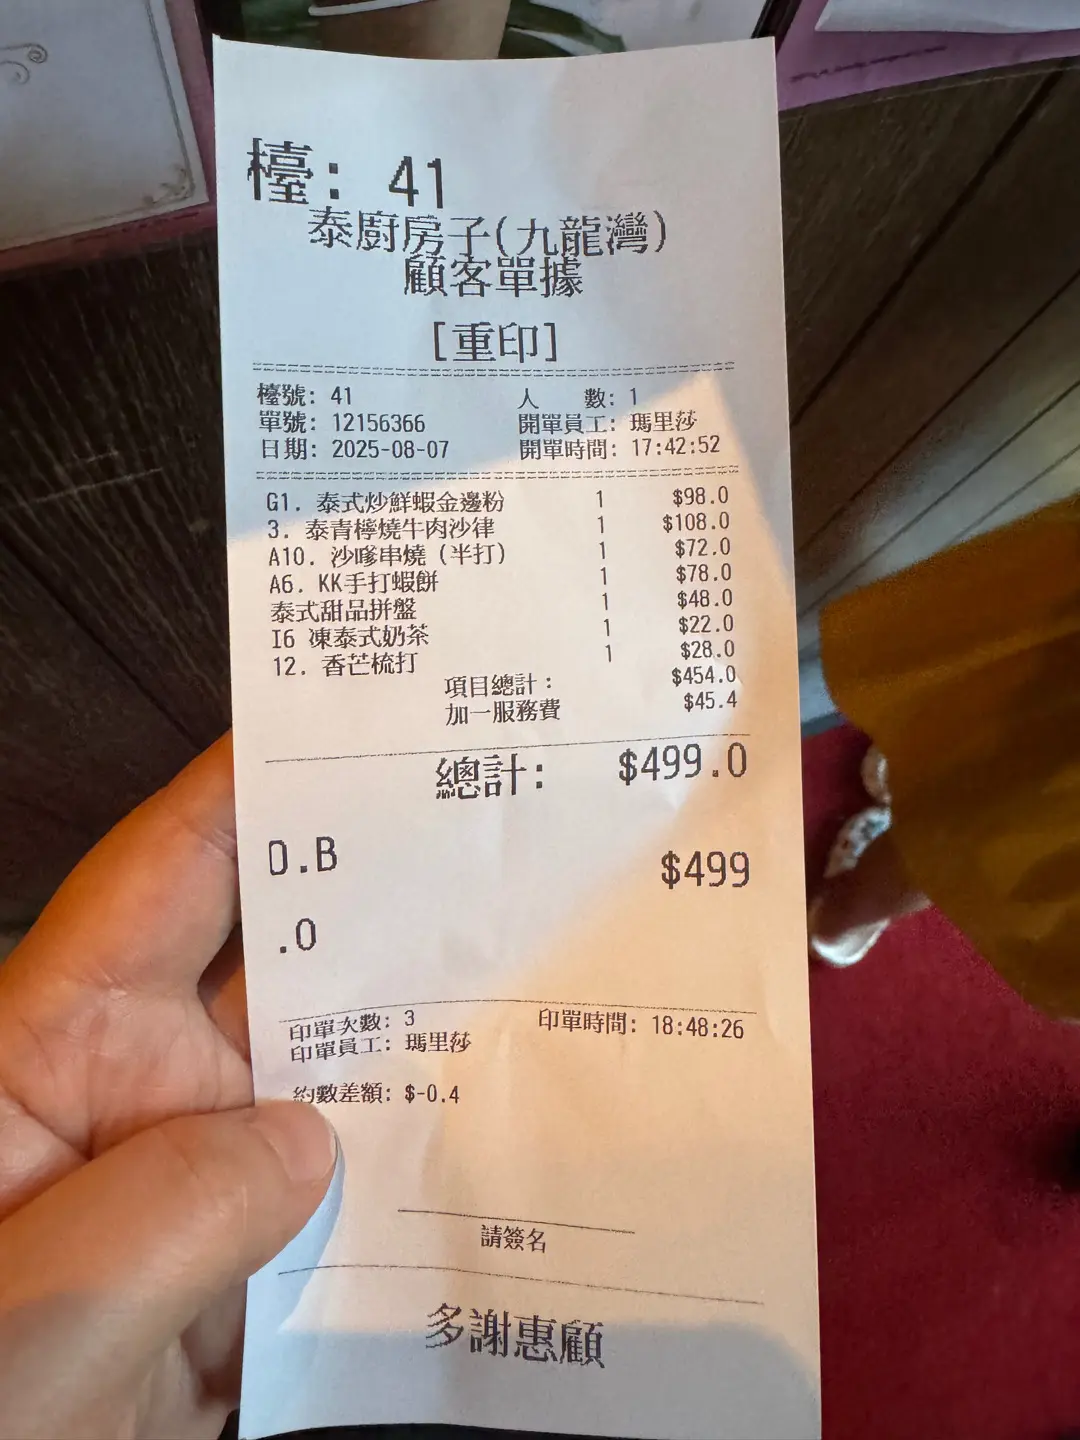 檯: 41
泰廚房子(九龍灣)
顧客單據
[重印]
檯號: 41 人 數: 1
單號: 12156366 開單員工: 瑪里莎
日期: 2025-08-07 開單時間: 17:42:52
G1. 泰式炒鮮蝦金邊粉 1 $98.0
3. 泰青檸燒牛肉沙律 1 $108.0
A10. 沙嗲串燒 (半打) 1 $72.0
A6. KK手打蝦餅 1 $78.0
泰式甜品拼盤 1 $48.0
I6 凍泰式奶茶 1 $22.0
12. 香芒梳打 1 $28.0
項目總計: $454.0
加一服務費 $45.4
總計: $499.0
O.B $499
.0
印單次數: 3 印單時間: 18:48:26
印單員工: 瑪里莎
約數差額: $-0.4
請簽名
多謝惠顧